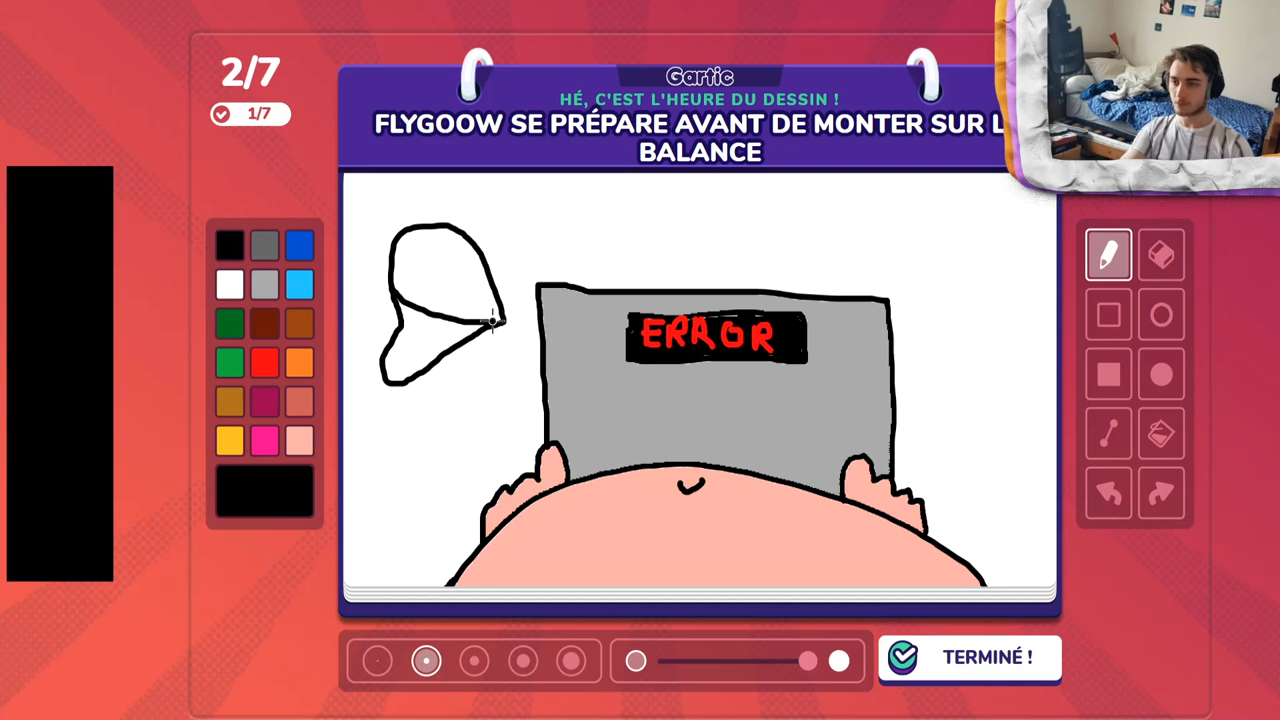 2/7
1/7
Gartic
HÉ, C'EST L'HEURE DU DESSIN !
FLYGOOW SE PRÉPARE AVANT DE MONTER SUR L
BALANCE
ERROR
TERMINÉ !